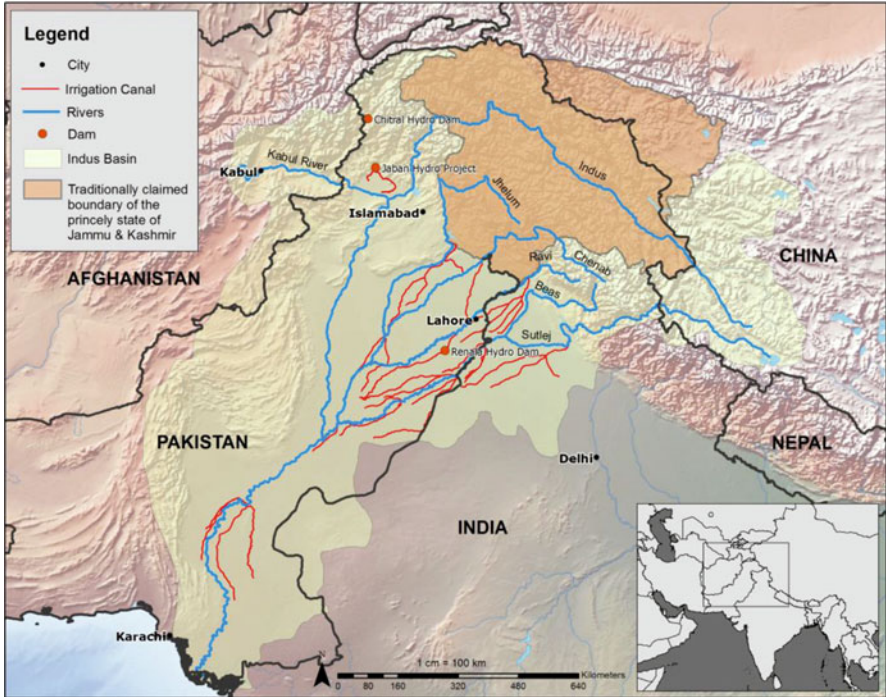 Legend
City
Irrigation Canal
Rivers
Dam
Indus Basin
Traditionally claimed
boundary of the
princely state of
Jammu & Kashmir
Chitral Hydro Dam
Kabul River
Kabul
Jaban Hydro Project
Indus
Jhelum
Islamabad
CHINA
AFGHANISTAN
Ravi
Chenab
Beas
Lahore
Sutlej
Renala Hydro Dam
PAKISTAN
NEPAL
Delhi
INDIA
Karachi
N
1 cm = 100 km
Kilometers
0 80 160 320 480 640